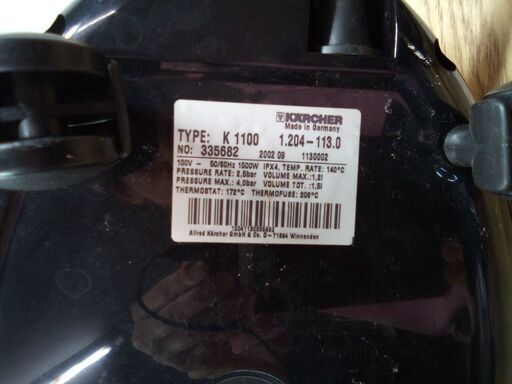 KÄRCHER
Made in Germany
TYPE: K 1100 1.204-113.0
NO: 335682 2002 09 1130002
100V ~ 50/60Hz 1500W IPX4, TEMP. RATE: 140°C
PRESSURE RATE: 2,5bar VOLUME MAX.:1,2l
PRESSURE MAX.: 4,0bar VOLUME TOT. :1,5l
THERMOSTAT: 172°C THERMOFUSE: 206°C
Alfred Kärcher GmbH & Co. D - 71364 Winnenden